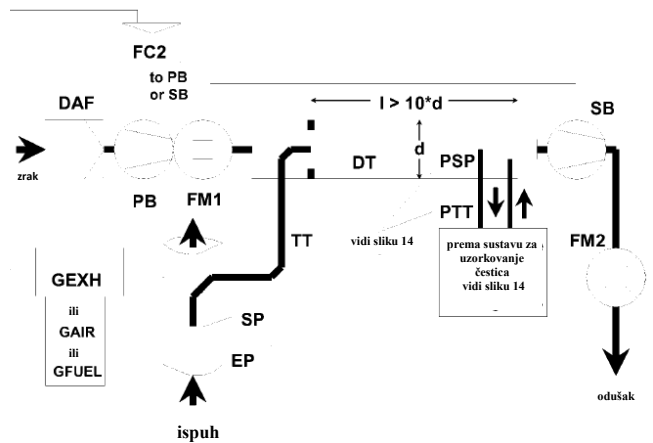 FC2
to PB
or SB
l > 10*d
DAF
SB
d
DT
PSP
zrak
PB
FM1
PTT
TT
vidi sliku 14
prema sustavu za
uzorkovanje
čestica
vidi sliku 14
FM2
GEXH
ili
GAIR
ili
GFUEL
SP
EP
odušak
ispuh